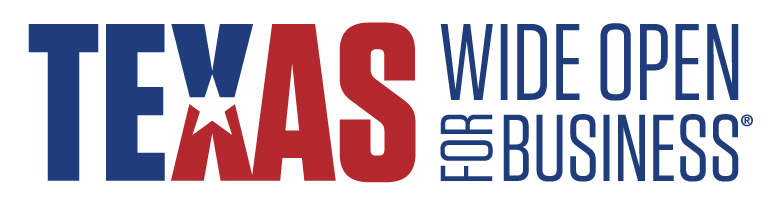 TEXAS
WIDE OPEN
FOR BUSINESS®